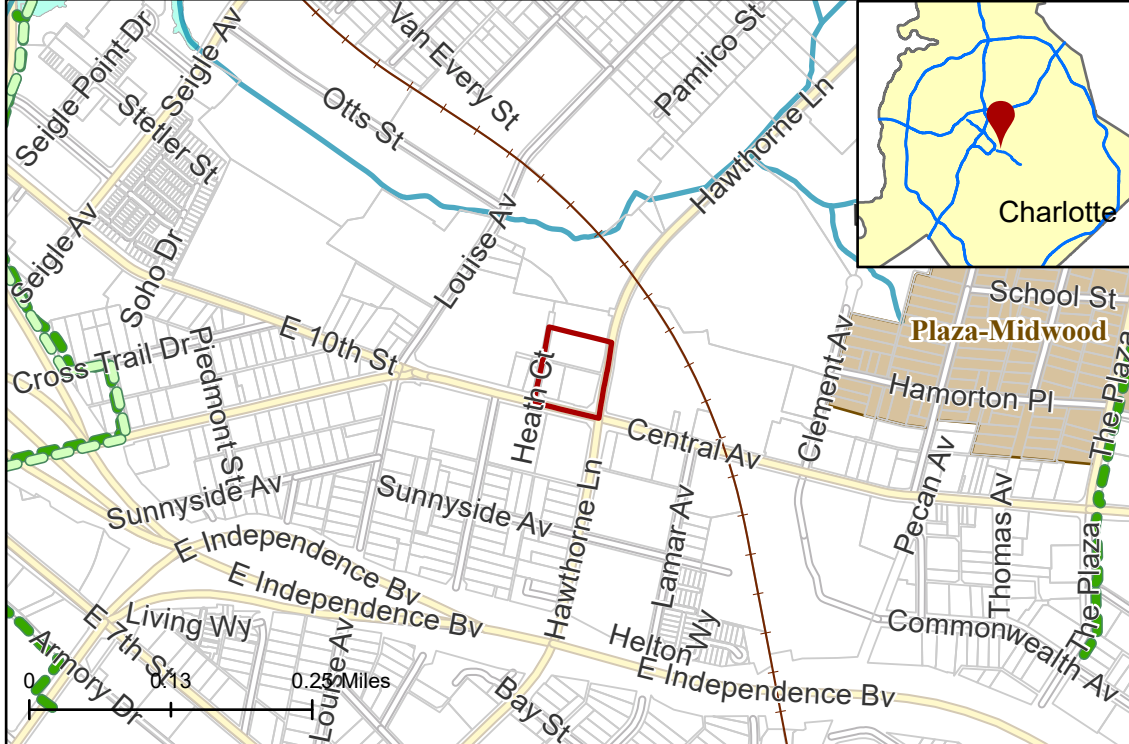 Van Every St
Pamlico St
Seigle Point Dr
Seigle Av
Stetler St
Otts St
Hawthorne Ln
Charlotte
Seigle Av
Soho Dr
Louise Av
School St
Plaza-Midwood
E 10th St
Cross Trail Dr
Piedmont St
Heath Ct
Clement Av
Hamorton Pl
The Plaza
Central Av
Sunnyside Av
Sunnyside Av
Hawthorne Ln
Lamar Av
Pecan Av
Thomas Av
The Plaza
E Independence Bv
E Independence Bv
Living Wy
E 7th St
Armory Dr
Louise Av
Helton Wy
Commonwealth Av
E Independence Bv
Bay St
0 0.13 0.25 Miles